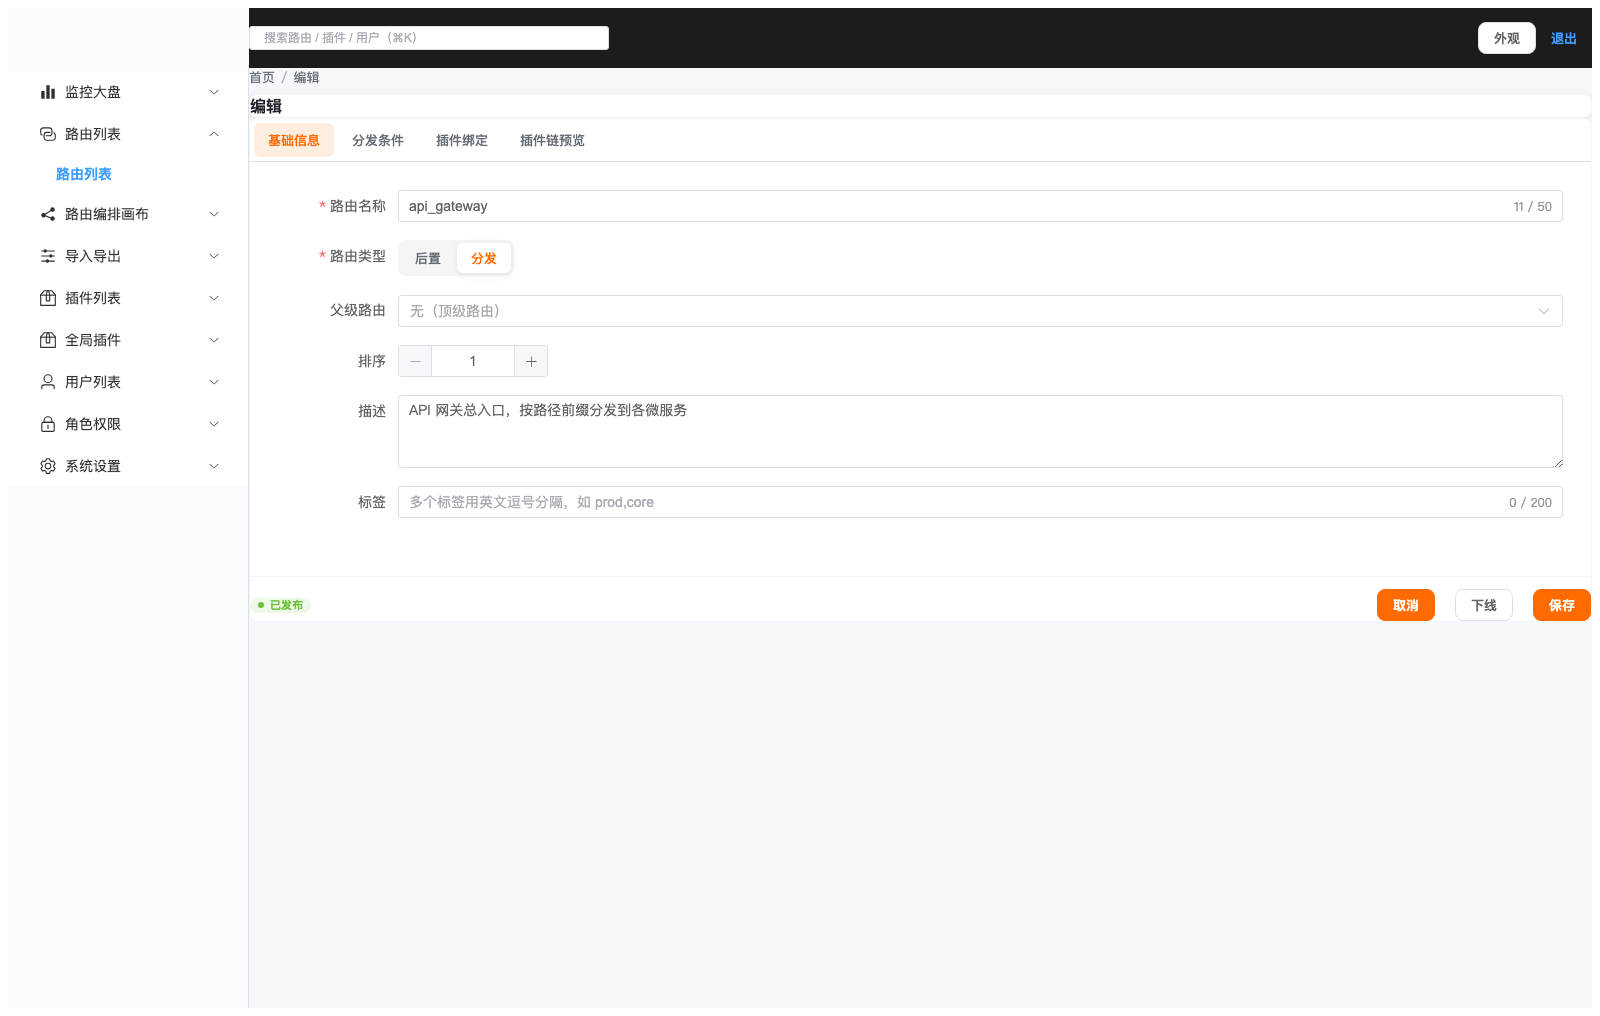 搜索路由 / 插件 / 用户（⌘K）
外观
退出
监控大盘
路由列表
路由列表
路由编排画布
导入导出
插件列表
全局插件
用户列表
角色权限
系统设置
首页 / 编辑
编辑
基础信息 分发条件 插件绑定 插件链预览
* 路由名称 api_gateway 11 / 50
* 路由类型 后置 分发
父级路由 无（顶级路由）
排序 1
描述 API 网关总入口，按路径前缀分发到各微服务
标签 多个标签用英文逗号分隔，如 prod,core 0 / 200
已发布 取消 下线 保存